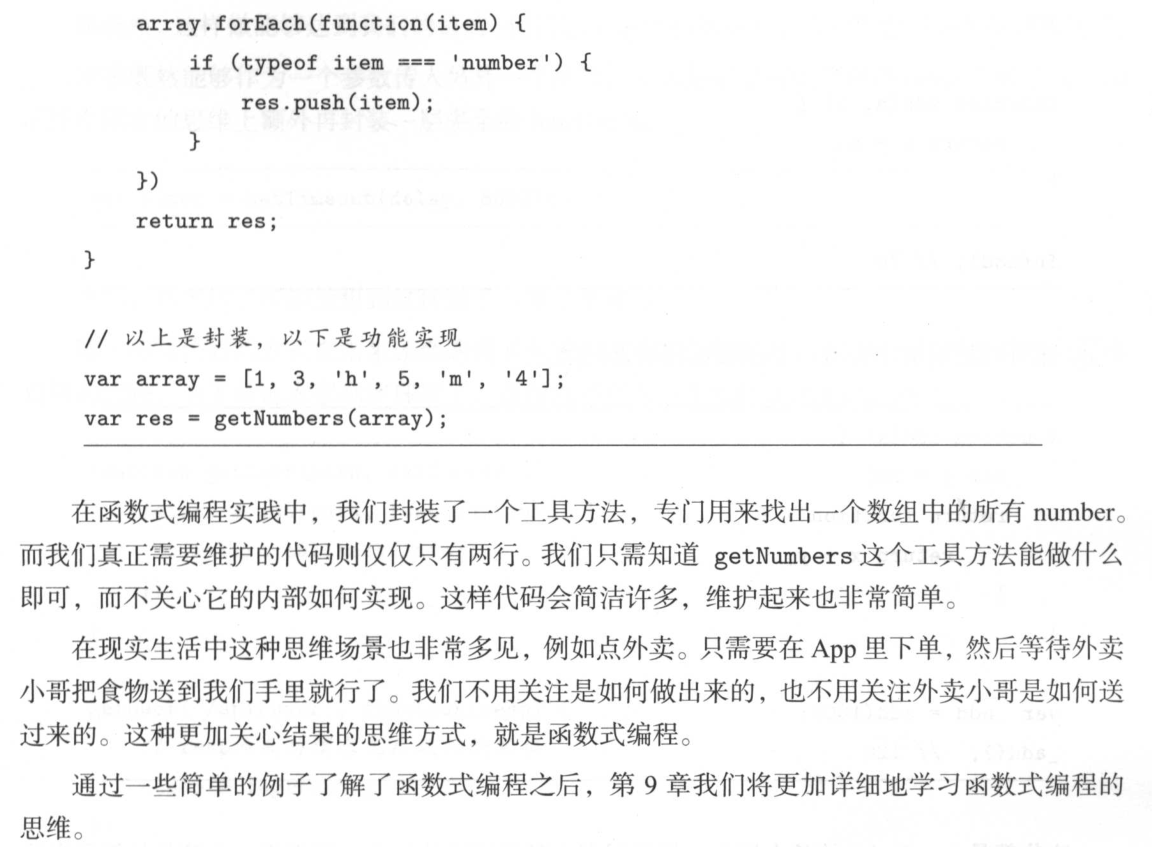 array.forEach(function(item) {
if (typeof item === 'number') {
res.push(item);
}
})
return res;
}
// 以上是封装，以下是功能实现
var array = [1, 3, 'h', 5, 'm', '4'];
var res = getNumbers(array);
在函数式编程实践中，我们封装了一个工具方法，专门用来找出一个数组中的所有 number。
而我们真正需要维护的代码则仅仅只有两行。我们只需知道 getNumbers 这个工具方法能做什么
即可，而不关心它的内部如何实现。这样代码会简洁许多，维护起来也非常简单。
在现实生活中这种思维场景也非常多见，例如点外卖。只需要在 App 里下单，然后等待外卖
小哥把食物送到我们手里就行了。我们不用关注是如何做出来的，也不用关注外卖小哥是如何送
过来的。这种更加关心结果的思维方式，就是函数式编程。
通过一些简单的例子了解了函数式编程之后，第 9 章我们将更加详细地学习函数式编程的
思维。